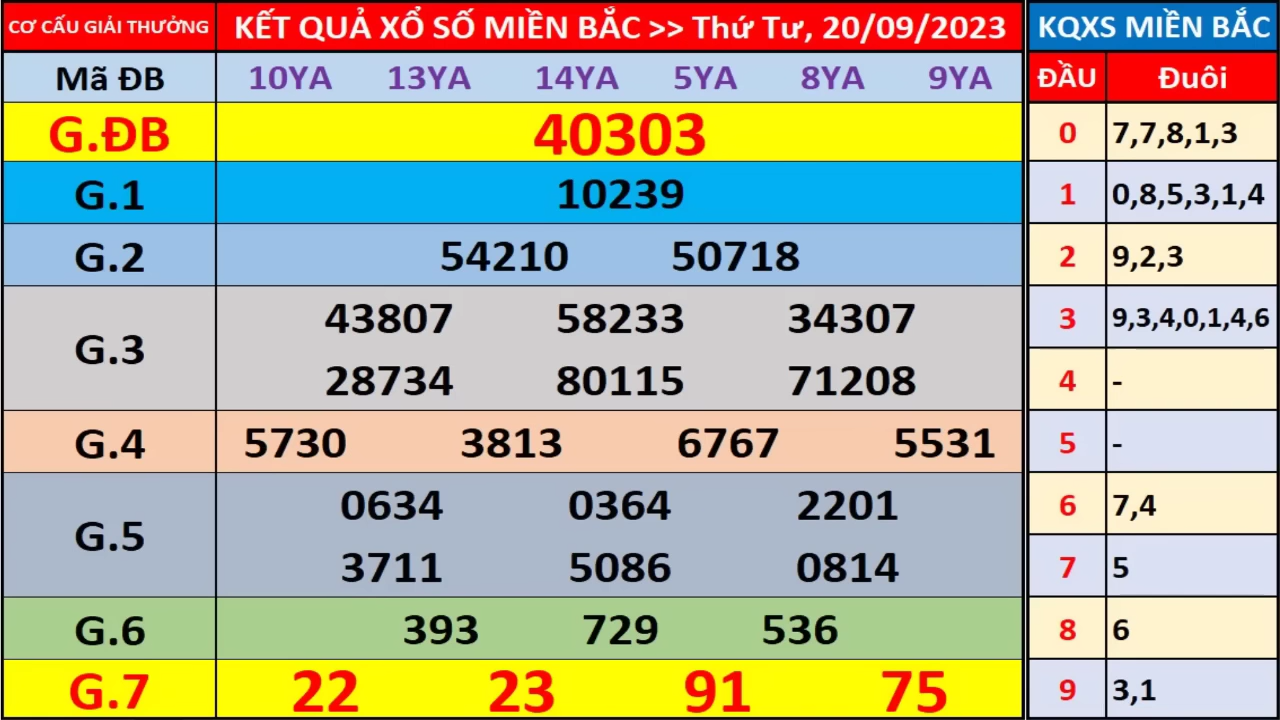 CƠ CẤU GIẢI THƯỞNG KẾT QUẢ XỔ SỐ MIỀN BẮC >> Thứ Tư, 20/09/2023 KQXS MIỀN BẮC
Mã ĐB 10YA 13YA 14YA 5YA 8YA 9YA ĐẦU Đuôi
G.ĐB 40303 0 7,7,8,1,3
G.1 10239 1 0,8,5,3,1,4
G.2 54210 50718 2 9,2,3
G.3 43807 58233 34307 3 9,3,4,0,1,4,6
28734 80115 71208 4 -
G.4 5730 3813 6767 5531 5 -
G.5 0634 0364 2201 6 7,4
3711 5086 0814 7 5
G.6 393 729 536 8 6
G.7 22 23 91 75 9 3,1